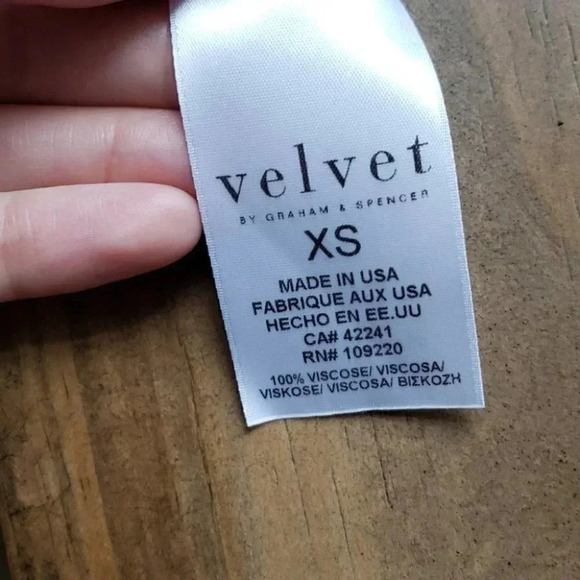 velvet
BY GRAHAM & SPENCER
XS
MADE IN USA
FABRIQUE AUX USA
HECHO EN EE.UU
CA# 42241
RN# 109220
100% VISCOSE/ VISCOSA/
VISKOSE/ VISCOSA/ ΒΙΣΚΟΖΗ